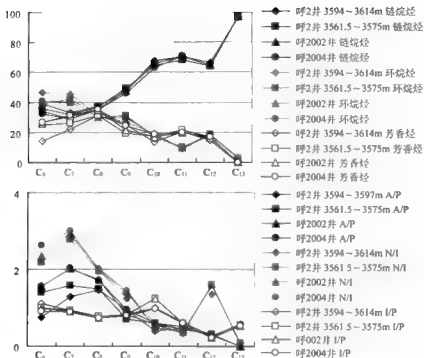 100
80
60
40
20
0
C₆ C₇ C₈ C₉ C₁₀ C₁₁ C₁₂ C₁₃
4
2
0
C₆ C₇ C₈ C₉ C₁₀ C₁₁ C₁₂ C₁₃
呼2井 3594~3614m 链烷烃
呼2井 3561.5~3575m 链烷烃
呼2002井 链烷烃
呼2004井 链烷烃
呼2井 3594~3614m 环烷烃
呼2井 3561.5~3575m 环烷烃
呼2002井 环烷烃
呼2004井 环烷烃
呼2井 3594~3614m 芳香烃
呼2井 3561.5~3575m 芳香烃
呼2002井 芳香烃
呼2004井 芳香烃
呼2井 3594~3597m A/P
呼2井 3561.5~3575m A/P
呼2002井 A/P
呼2004井 A/P
呼2井 3594~3614m N/I
呼2井 3561.5~3575m N/I
呼2002井 N/I
呼2004井 N/I
呼2井 3594~3614m I/P
呼2井 3561.5~3575m I/P
呼002井 I/P
呼2004井 I/P